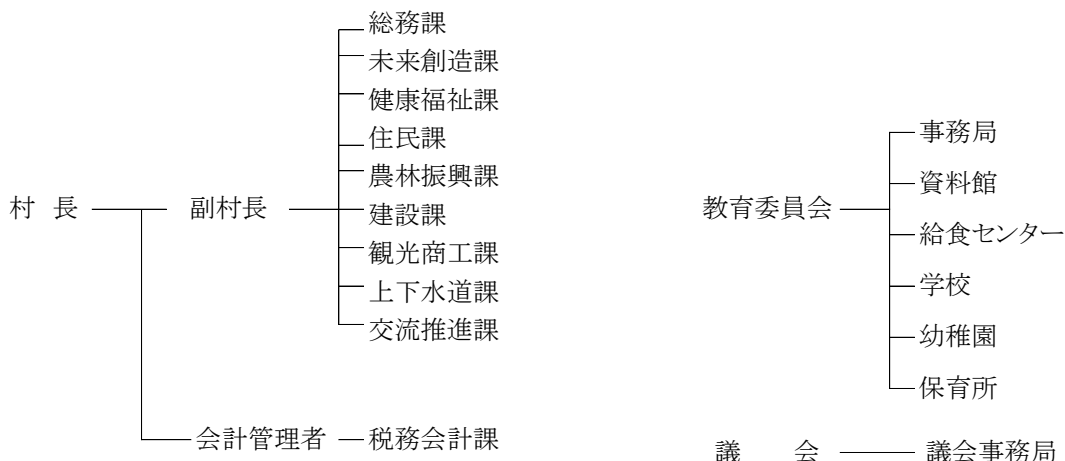 総務課
未来創造課
健康福祉課
住民課
農林振興課
村 長
副村長
建設課
観光商工課
上下水道課
交流推進課
会計管理者
税務会計課
教育委員会
事務局
資料館
給食センター
学校
幼稚園
保育所
議 会
議会事務局